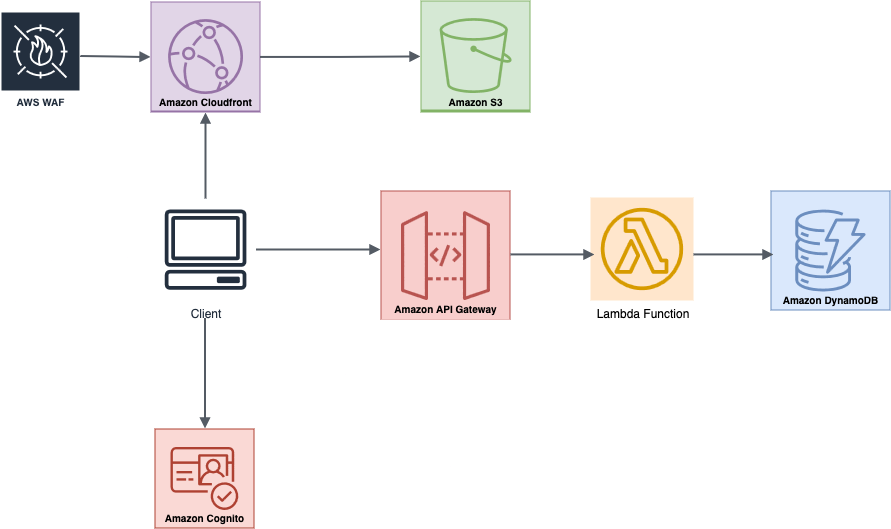 AWS WAF
Amazon Cloudfront
Amazon S3
Client
Amazon API Gateway
</>
Lambda Function
Amazon DynamoDB
Amazon Cognito